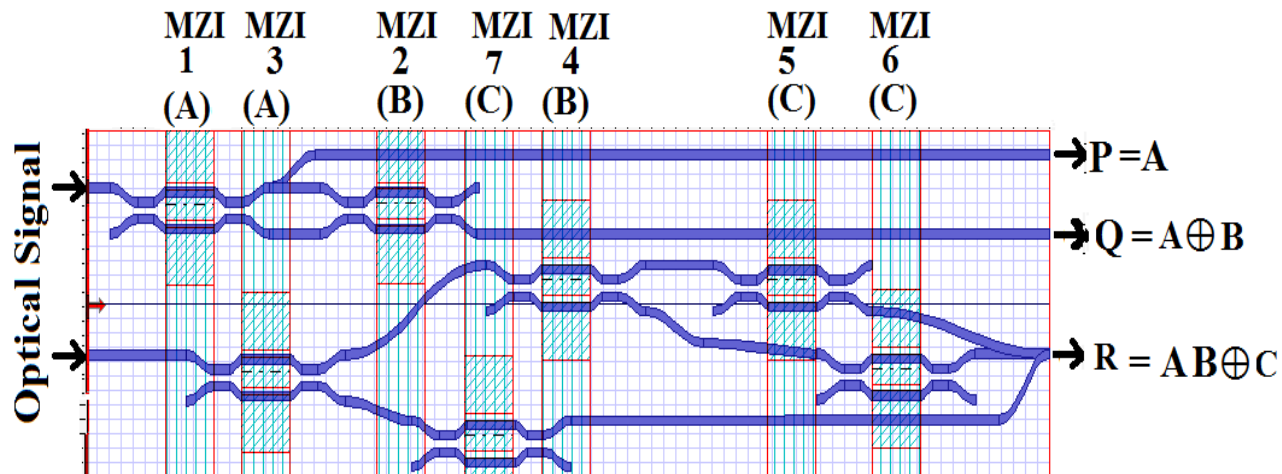 MZI MZI MZI MZI MZI MZI MZI
1 3 2 7 4 5 6
(A) (A) (B) (C) (B) (C) (C)
Optical Signal
P = A
Q = A⊕B
R = AB⊕C